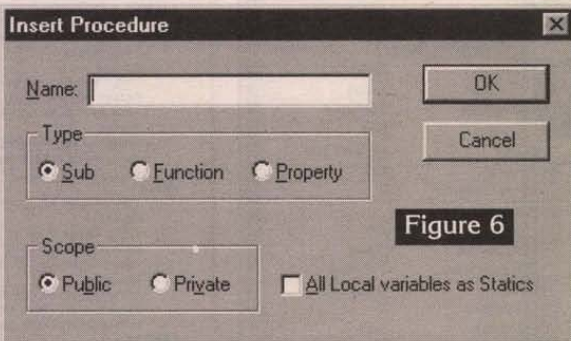 Insert Procedure
Name:
OK
Type
Sub Function Property
Cancel
Figure 6
Scope
Public Private
All Local variables as Statics